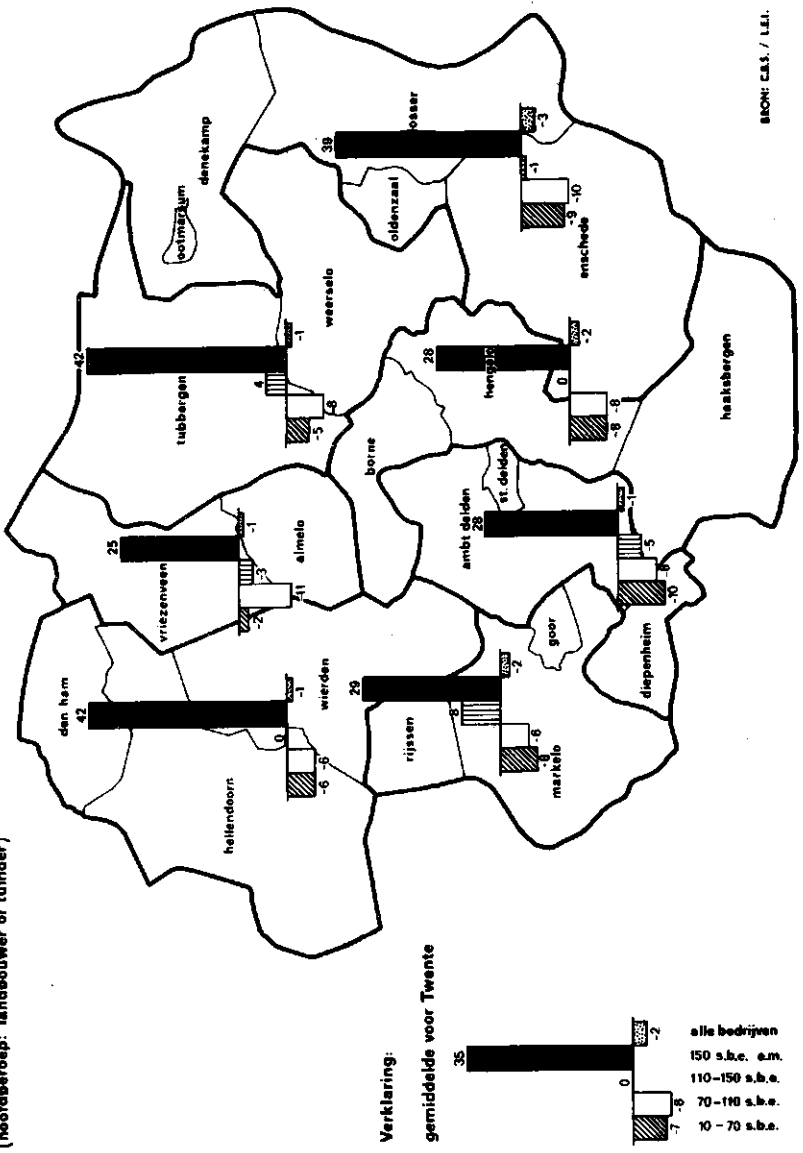 (hoofdberoep: landbouwer of tuinder)
den ham
42
0
-6
-6
-1
hellendoorn
wierden
vriezenveen
25
-3
-11
-2
-1
almelo
tubbergen
42
4
-8
-5
-1
weerselo
ootmarsum
denekamp
oldenzaal
39
-1
-10
-9
-3
enschede
borne
rijssen
29
8
-6
-8
-2
markelo
goor
ambt delden
28
-5
-10
-1
st. delden
hengelo
28
0
-8
-8
-2
diepenheim
haaksbergen
Verklaring:
gemiddelde voor Twente
35
0
-8
-7
-2
alle bedrijven
150 s.b.e. e.m.
110-150 s.b.e.
70-110 s.b.e.
10-70 s.b.e.
BRON: C.B.S. / L.E.I.